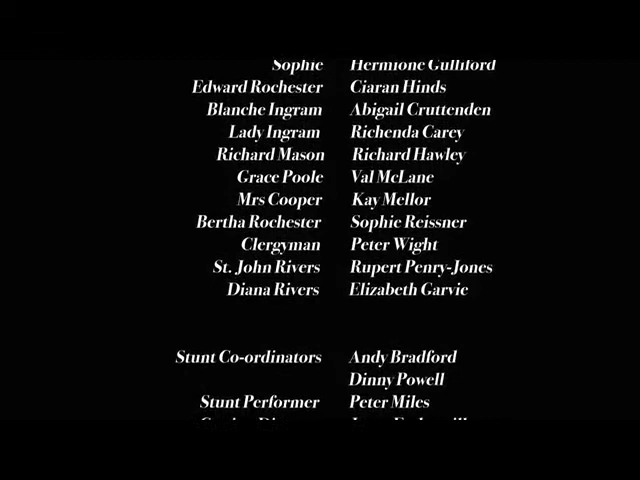 Sophie Hermione Gulliford
Edward Rochester Ciaran Hinds
Blanche Ingram Abigail Cruttenden
Lady Ingram Richenda Carey
Richard Mason Richard Hawley
Grace Poole Val McLane
Mrs Cooper Kay Mellor
Bertha Rochester Sophie Reissner
Clergyman Peter Wight
St. John Rivers Rupert Penry-Jones
Diana Rivers Elizabeth Garvie
Stunt Co-ordinators Andy Bradford
Dinny Powell
Stunt Performer Peter Miles